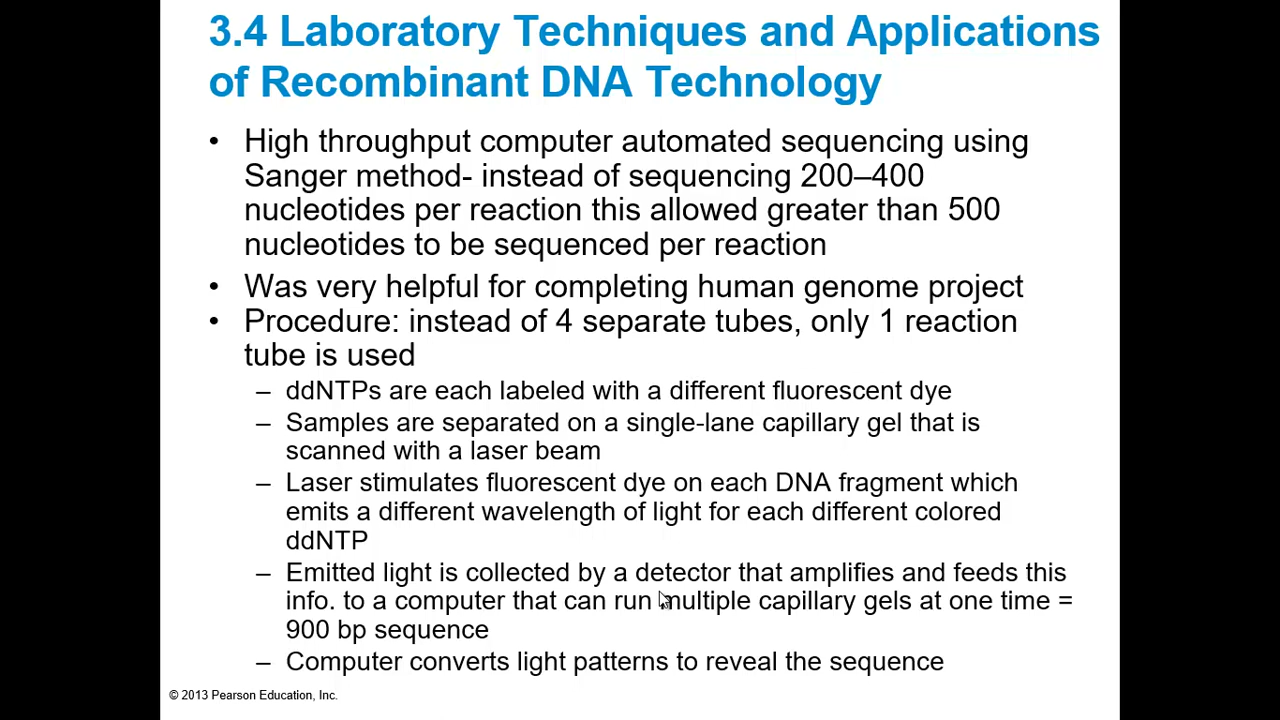 3.4 Laboratory Techniques and Applications
of Recombinant DNA Technology
• High throughput computer automated sequencing using
Sanger method- instead of sequencing 200–400
nucleotides per reaction this allowed greater than 500
nucleotides to be sequenced per reaction
• Was very helpful for completing human genome project
• Procedure: instead of 4 separate tubes, only 1 reaction
tube is used
– ddNTPs are each labeled with a different fluorescent dye
– Samples are separated on a single-lane capillary gel that is
scanned with a laser beam
– Laser stimulates fluorescent dye on each DNA fragment which
emits a different wavelength of light for each different colored
ddNTP
– Emitted light is collected by a detector that amplifies and feeds this
info. to a computer that can run multiple capillary gels at one time =
900 bp sequence
– Computer converts light patterns to reveal the sequence
© 2013 Pearson Education, Inc.